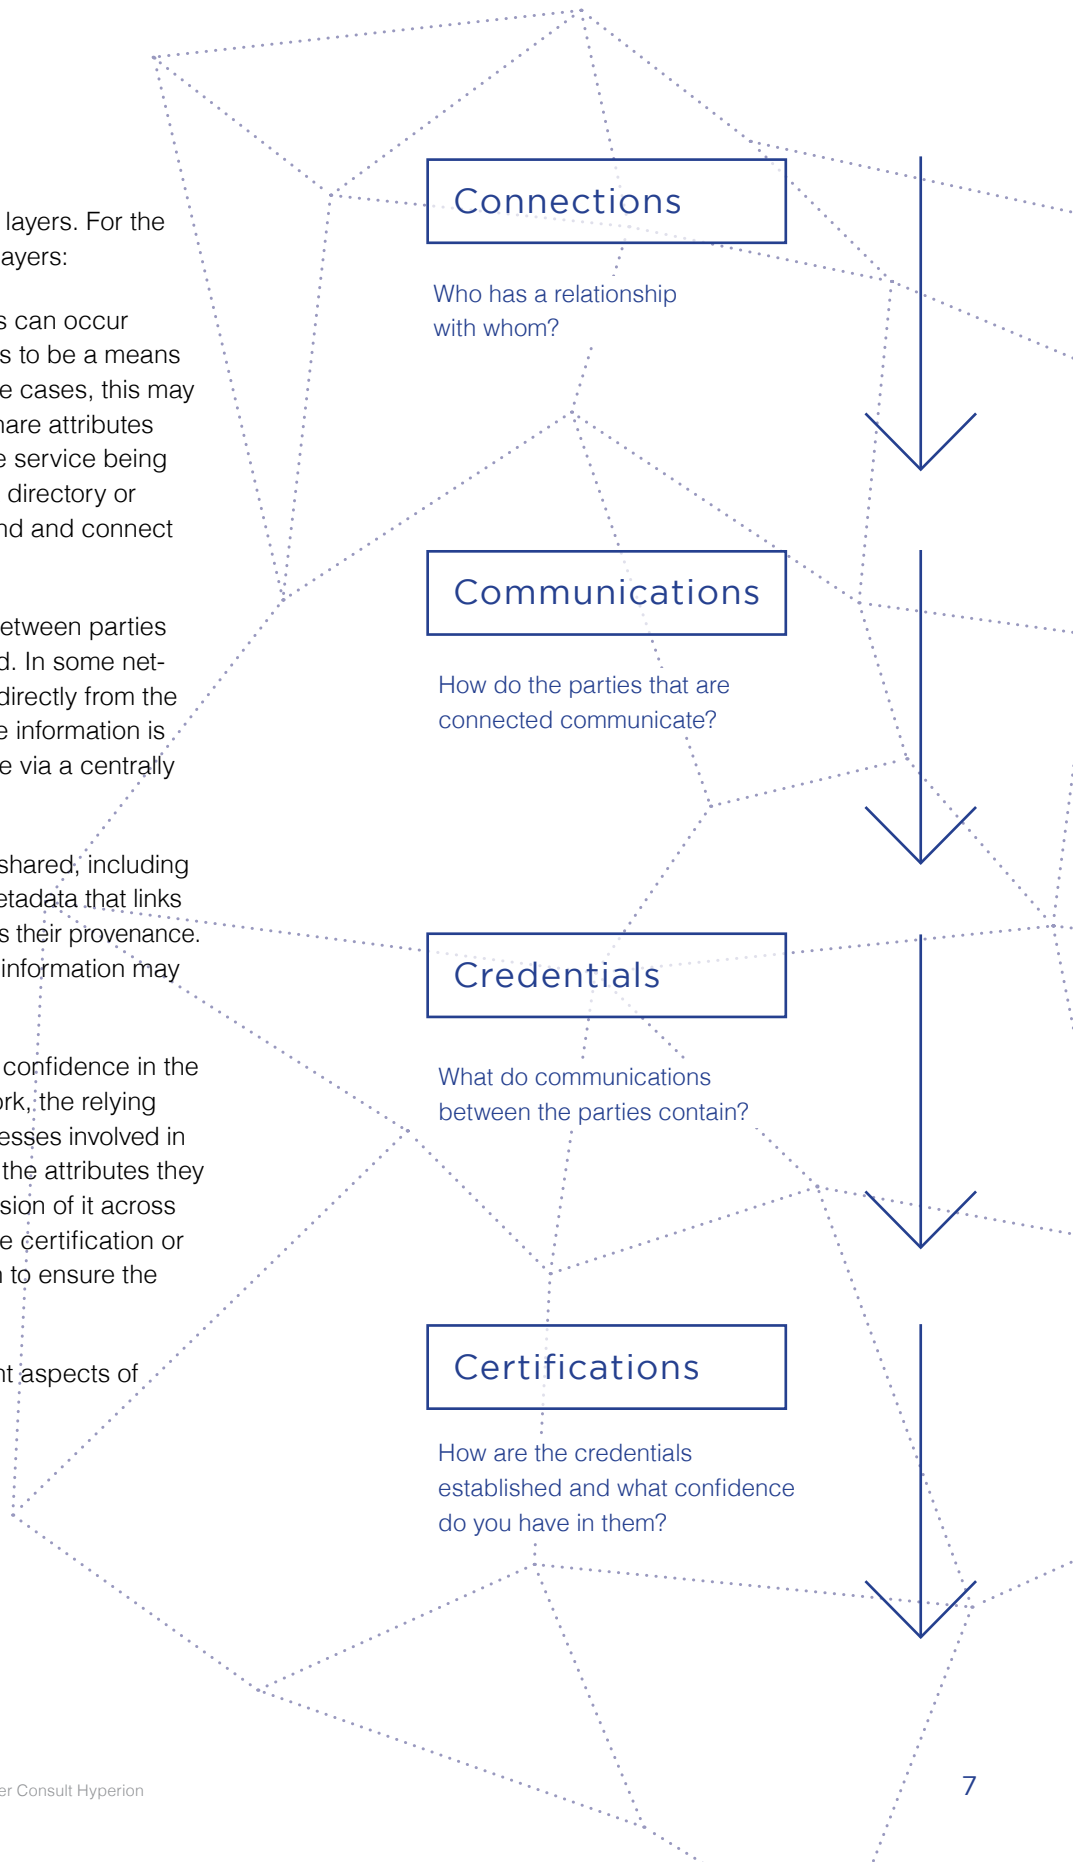 layers. For the
ayers:
s can occur
s to be a means
e cases, this may
nare attributes
e service being
directory or
nd and connect
etween parties
d. In some net-
directly from the
e information is
e via a centrally
shared, including
etadata that links
s their provenance.
information may
confidence in the
ork, the relying
esses involved in
the attributes they
sion of it across
e certification or
n to ensure the
nt aspects of
Connections
Who has a relationship
with whom?
Communications
How do the parties that are
connected communicate?
Credentials
What do communications
between the parties contain?
Certifications
How are the credentials
established and what confidence
do you have in them?
er Consult Hyperion
7